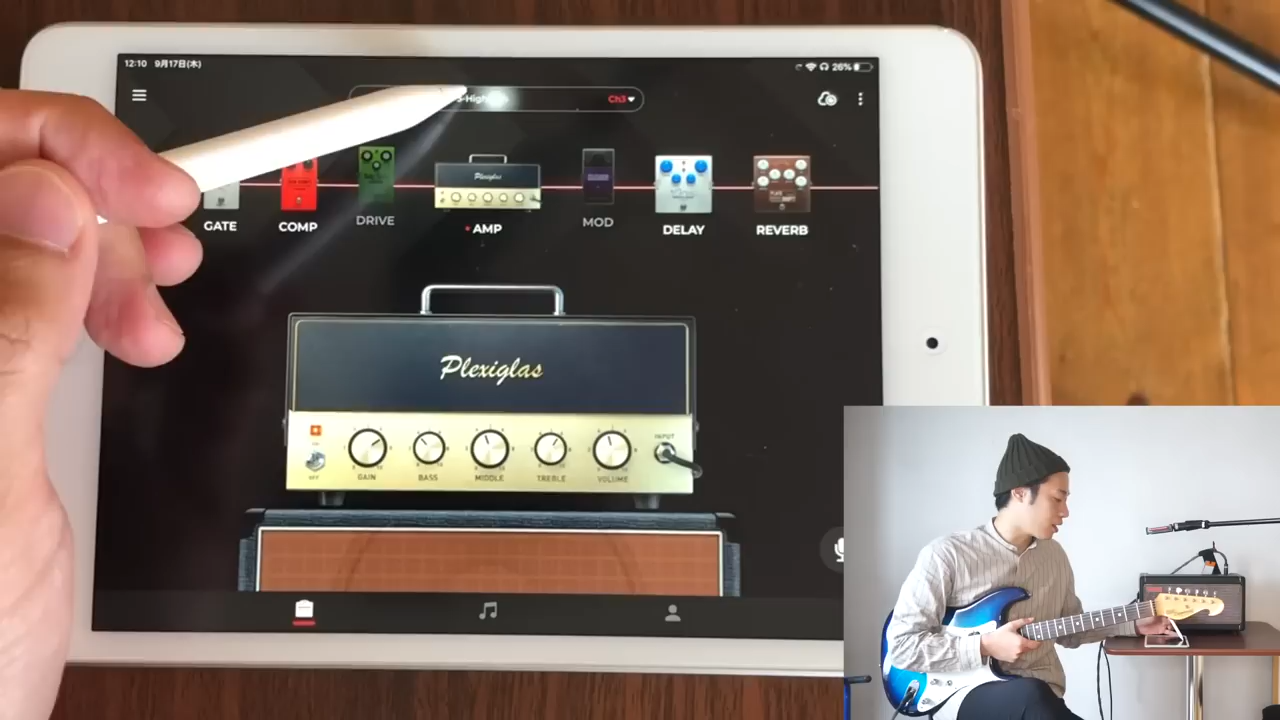 12:10 9月17日(木)
26%
Ch3
Plexiglas
GATE
COMP
DRIVE
AMP
MOD
DELAY
REVERB
Plexiglas
INPUT
OFF
GAIN
BASS
MIDDLE
TREBLE
VOLUME